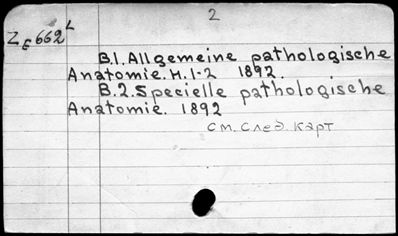 2
Z E 662 L
B.1. Allgemeine pathologische
Anatomie. H. 1-2 1892.
B.2. Specielle pathologische
Anatomie. 1892
см. след. карт